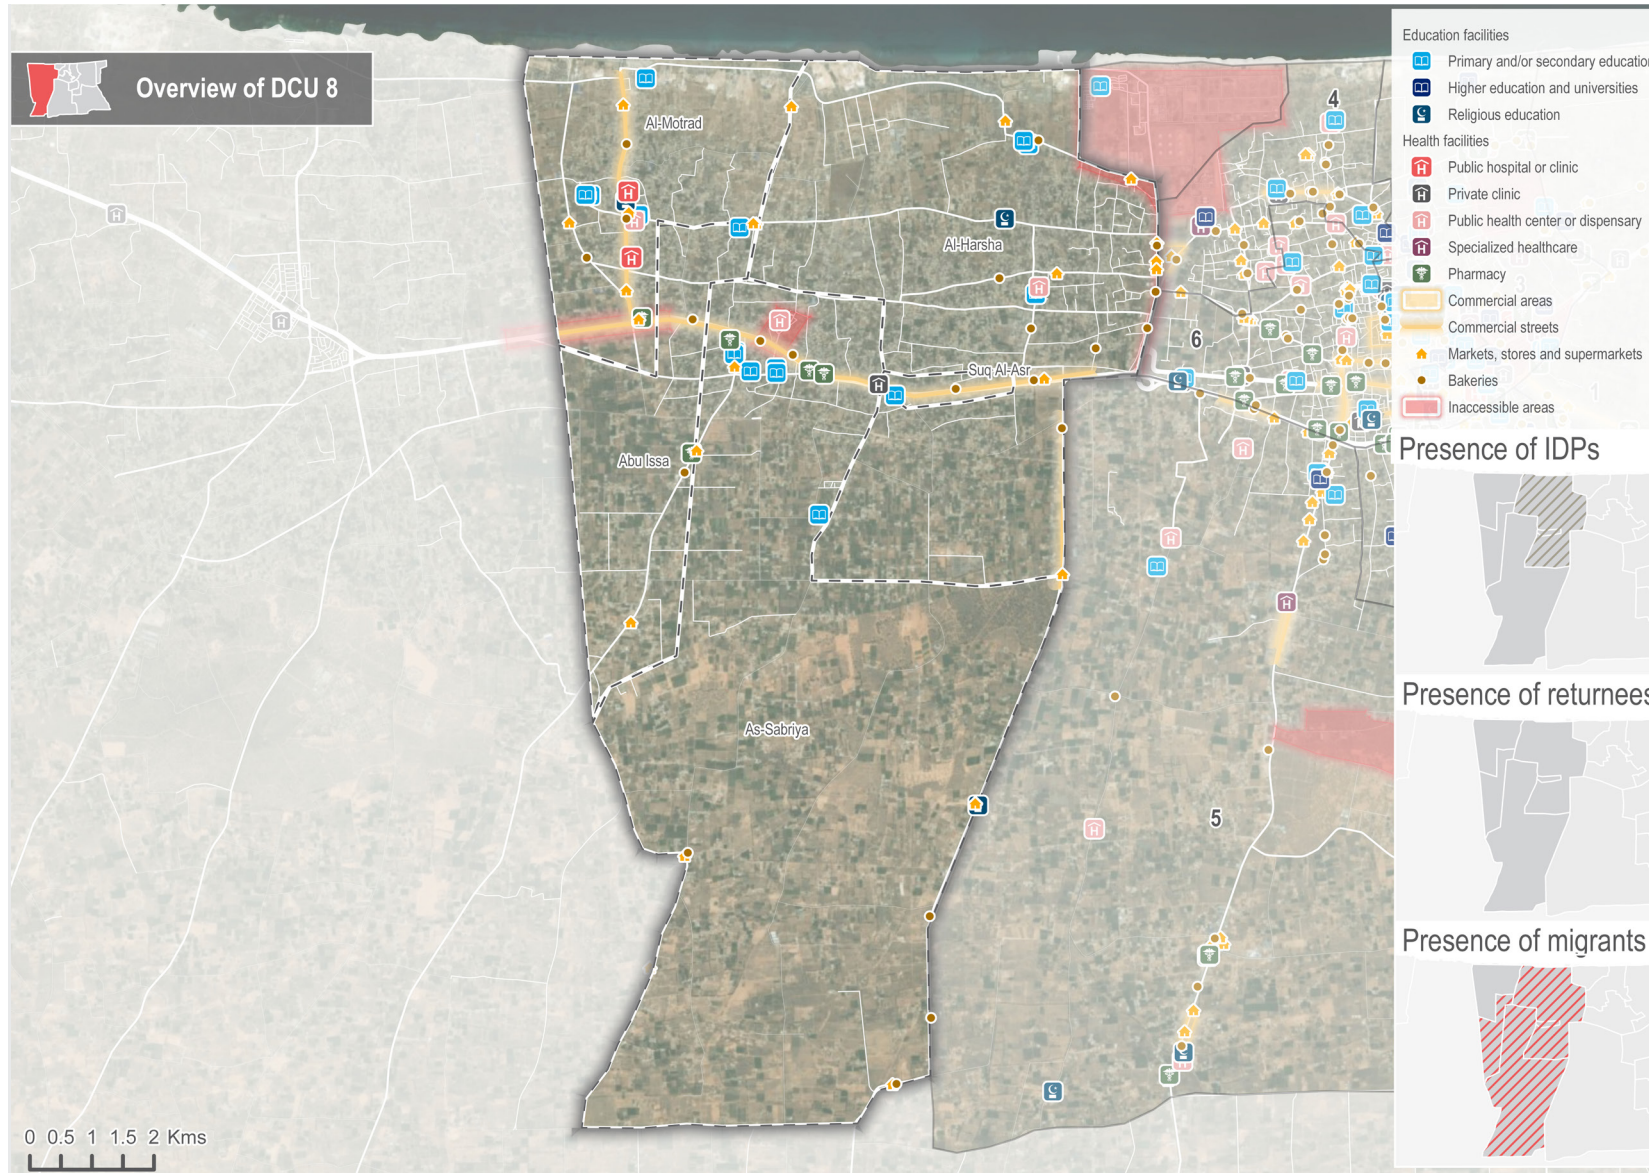 Overview of DCU 8
Al-Motrad
Al-Harsha
Suq Al-Asr
Abu Issa
As-Sabriya
4
6
5
3
1
0 0.5 1 1.5 2 Kms
Education facilities
Primary and/or secondary education
Higher education and universities
Religious education
Health facilities
Public hospital or clinic
Private clinic
Public health center or dispensary
Specialized healthcare
Pharmacy
Commercial areas
Commercial streets
Markets, stores and supermarkets
Bakeries
Inaccessible areas
Presence of IDPs
Presence of returnees
Presence of migrants